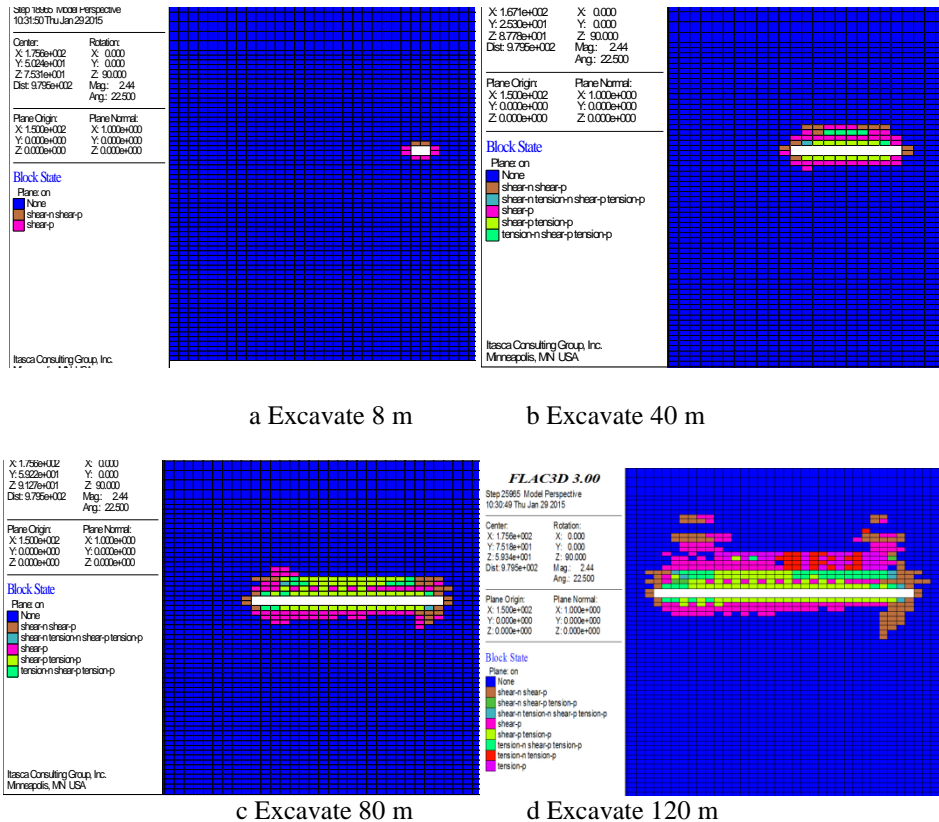 Step 18965 Model Perspective
10:31:50 Thu Jan 29 2015
Center:
X: 1.756e+002
Y: 5.024e+001
Z: 7.531e+001
Dist: 9.795e+002
Rotation:
X: 0.000
Y: 0.000
Z: 90.000
Mag.: 2.44
Ang.: 22.500
Plane Origin:
X: 1.500e+002
Y: 0.000e+000
Z: 0.000e+000
Plane Normal:
X: 1.000e+000
Y: 0.000e+000
Z: 0.000e+000
Block State
Plane: on
None
shear-n shear-p
shear-p
Itasca Consulting Group, Inc.
Minneapolis, MN USA
X: 1.671e+002
Y: 2.530e+001
Z: 8.778e+001
Dist: 9.795e+002
X: 0.000
Y: 0.000
Z: 90.000
Mag.: 2.44
Ang.: 22.500
Plane Origin:
X: 1.500e+002
Y: 0.000e+000
Z: 0.000e+000
Plane Normal:
X: 1.000e+000
Y: 0.000e+000
Z: 0.000e+000
Block State
Plane: on
None
shear-n shear-p
shear-n tension-n shear-p tension-p
shear-p
shear-p tension-p
tension-n shear-p tension-p
Itasca Consulting Group, Inc.
Minneapolis, MN USA
a Excavate 8 m
b Excavate 40 m
X: 1.756e+002
Y: 5.922e+001
Z: 9.127e+001
Dist: 9.795e+002
X: 0.000
Y: 0.000
Z: 90.000
Mag.: 2.44
Ang.: 22.500
Plane Origin:
X: 1.500e+002
Y: 0.000e+000
Z: 0.000e+000
Plane Normal:
X: 1.000e+000
Y: 0.000e+000
Z: 0.000e+000
Block State
Plane: on
None
shear-n shear-p
shear-n tension-n shear-p tension-p
shear-p
shear-p tension-p
tension-n shear-p tension-p
Itasca Consulting Group, Inc.
Minneapolis, MN USA
FLAC3D 3.00
Step 25965 Model Perspective
10:30:49 Thu Jan 29 2015
Center:
X: 1.756e+002
Y: 7.518e+001
Z: 5.934e+001
Dist: 9.795e+002
Rotation:
X: 0.000
Y: 0.000
Z: 90.000
Mag.: 2.44
Ang.: 22.500
Plane Origin:
X: 1.500e+002
Y: 0.000e+000
Z: 0.000e+000
Plane Normal:
X: 1.000e+000
Y: 0.000e+000
Z: 0.000e+000
Block State
Plane: on
None
shear-n shear-p
shear-n shear-p tension-p
shear-n tension-n shear-p tension-p
shear-p
shear-p tension-p
tension-n shear-p tension-p
tension-n tension-p
tension-p
c Excavate 80 m
d Excavate 120 m